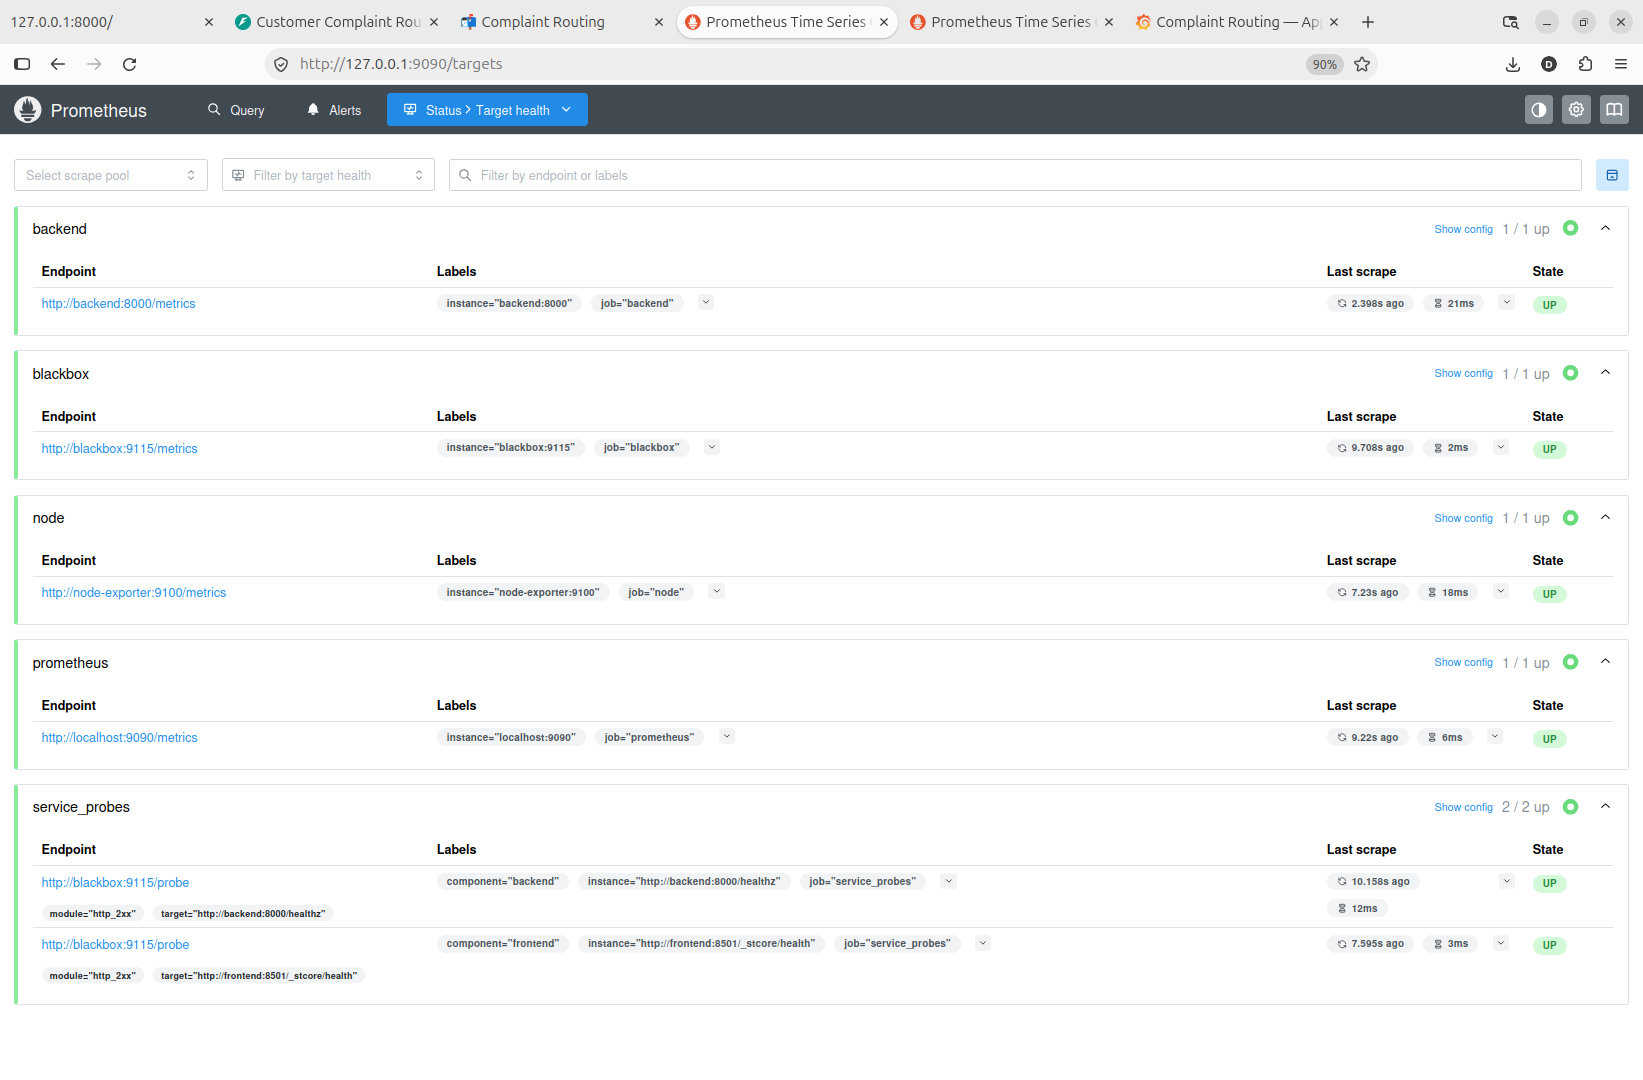 127.0.0.1:8000/
Customer Complaint Rou
Complaint Routing
Prometheus Time Series
Prometheus Time Series
Complaint Routing — Ap
http://127.0.0.1:9090/targets
90%
D
Prometheus
Query
Alerts
Status > Target health
Select scrape pool
Filter by target health
Filter by endpoint or labels
backend
Show config 1 / 1 up
Endpoint Labels Last scrape State
http://backend:8000/metrics instance="backend:8000" job="backend" 2.398s ago 21ms UP
blackbox
Show config 1 / 1 up
Endpoint Labels Last scrape State
http://blackbox:9115/metrics instance="blackbox:9115" job="blackbox" 9.708s ago 2ms UP
node
Show config 1 / 1 up
Endpoint Labels Last scrape State
http://node-exporter:9100/metrics instance="node-exporter:9100" job="node" 7.23s ago 18ms UP
prometheus
Show config 1 / 1 up
Endpoint Labels Last scrape State
http://localhost:9090/metrics instance="localhost:9090" job="prometheus" 9.22s ago 6ms UP
service_probes
Show config 2 / 2 up
Endpoint Labels Last scrape State
http://blackbox:9115/probe component="backend" instance="http://backend:8000/healthz" job="service_probes" 10.158s ago UP
module="http_2xx" target="http://backend:8000/healthz" 12ms
http://blackbox:9115/probe component="frontend" instance="http://frontend:8501/_stcore/health" job="service_probes" 7.595s ago 3ms UP
module="http_2xx" target="http://frontend:8501/_stcore/health"